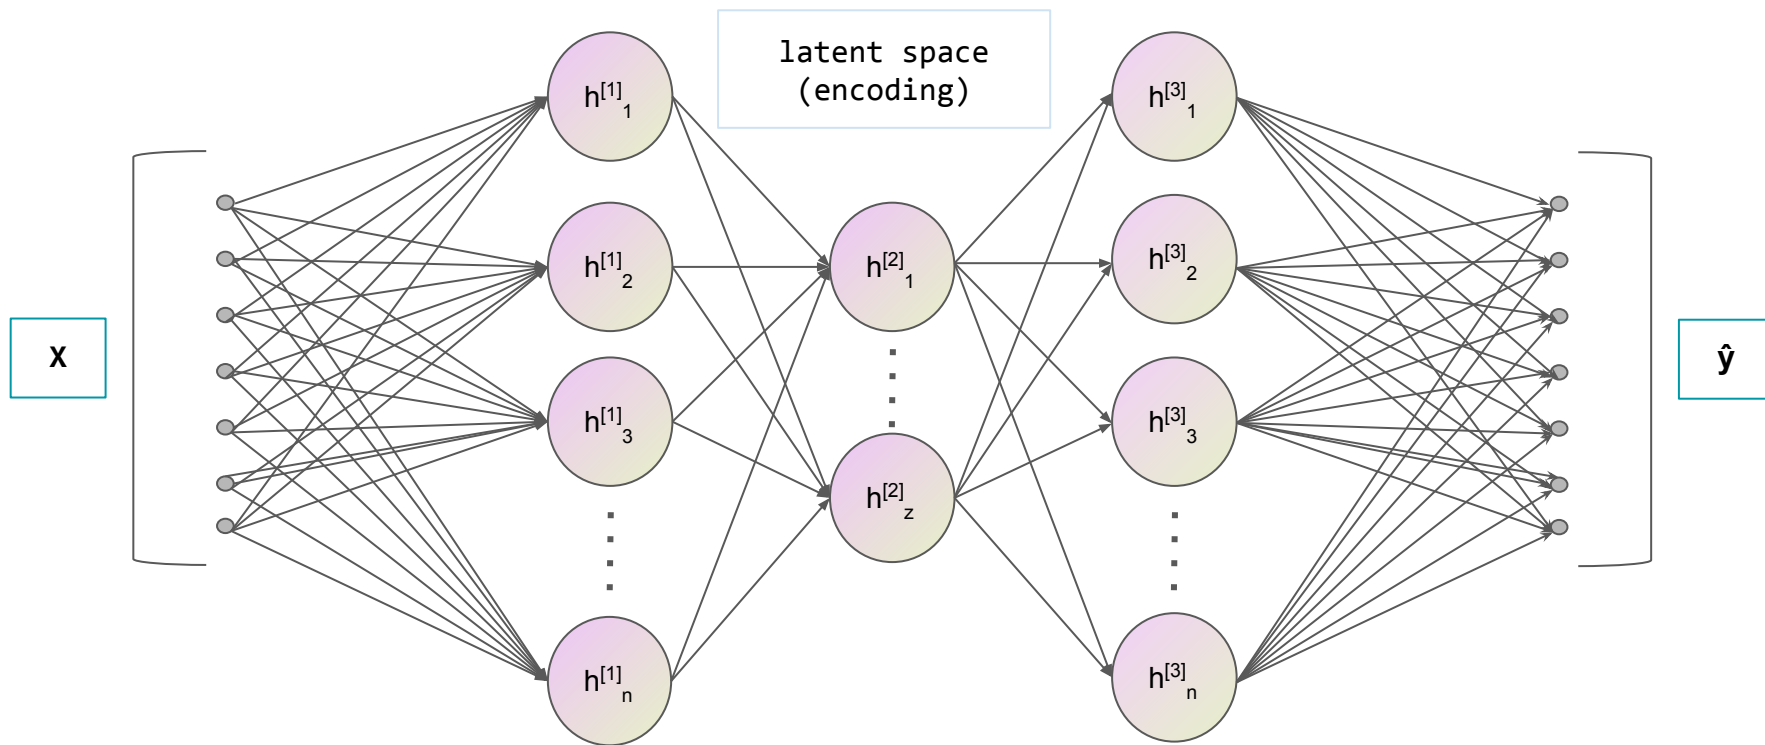 latent space
(encoding)
X
h[1]1
h[1]2
h[1]3
h[1]n
h[2]1
h[2]z
h[3]1
h[3]2
h[3]3
h[3]n
ŷ